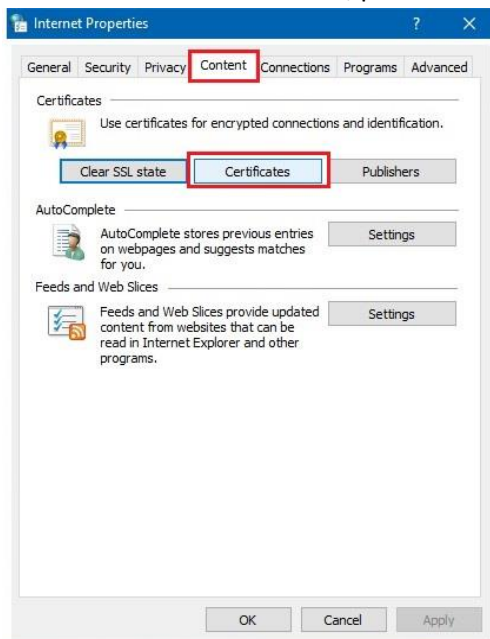 Internet Properties ? X
General Security Privacy Content Connections Programs Advanced
Certificates
Use certificates for encrypted connections and identification.
Clear SSL state Certificates Publishers
AutoComplete
AutoComplete stores previous entries
on webpages and suggests matches
for you.
Settings
Feeds and Web Slices
Feeds and Web Slices provide updated
content from websites that can be
read in Internet Explorer and other
programs.
Settings
OK Cancel Apply